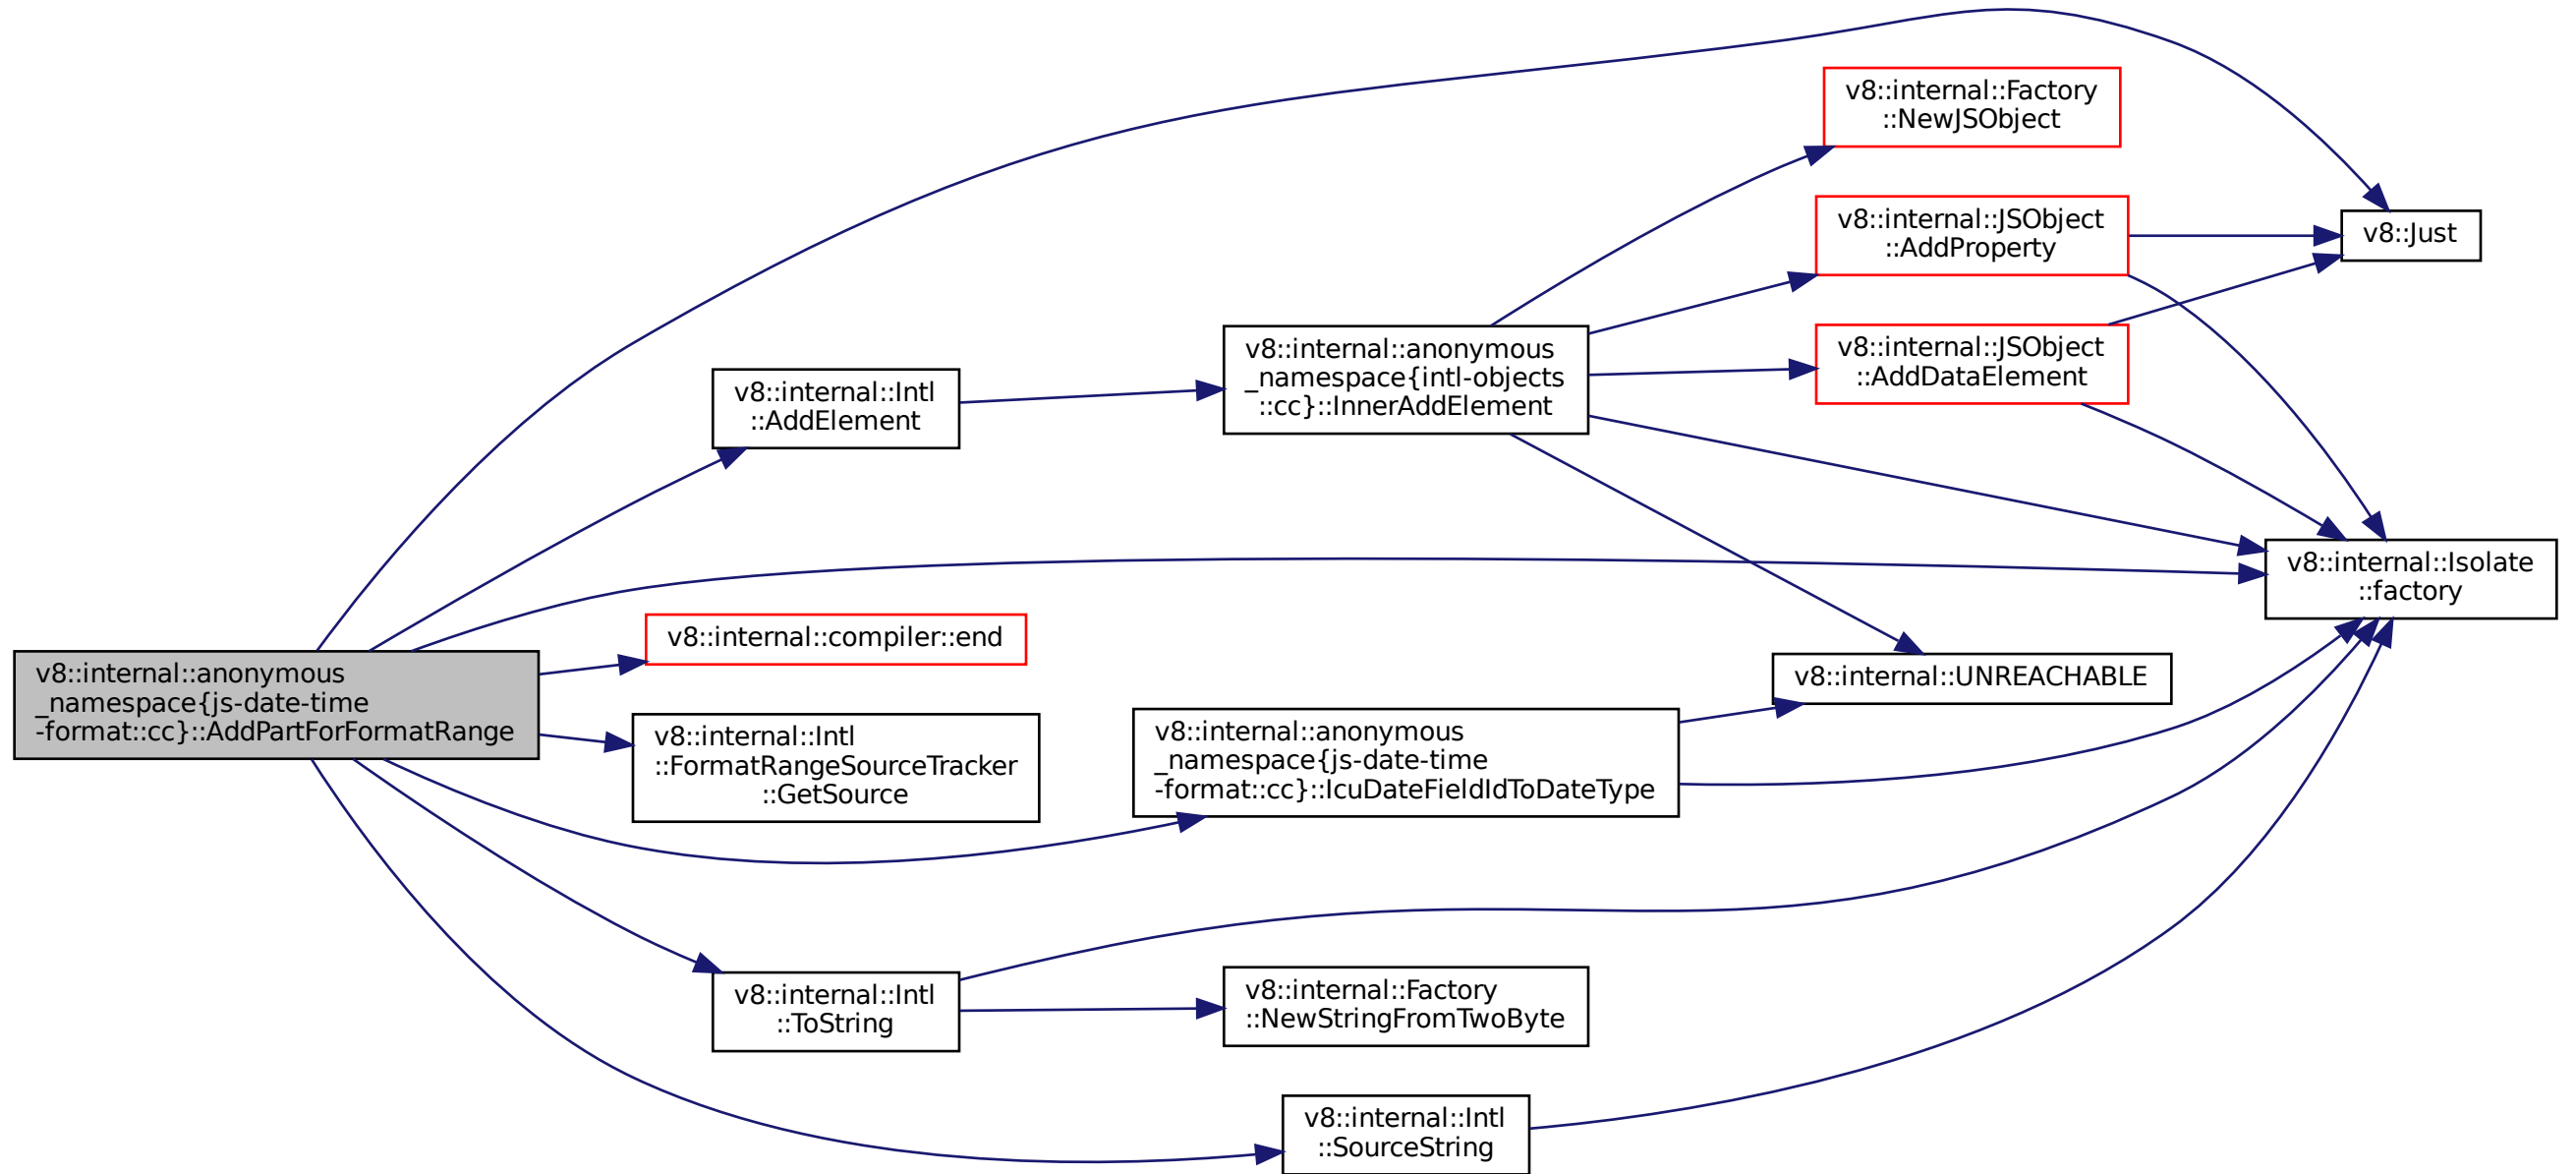 v8::internal::Factory
::NewJSObject
v8::internal::JSObject
::AddProperty
v8::Just
v8::internal::anonymous
_namespace{intl-objects
::cc}::InnerAddElement
v8::internal::JSObject
::AddDataElement
v8::internal::Intl
::AddElement
v8::internal::Isolate
::factory
v8::internal::compiler::end
v8::internal::anonymous
_namespace{js-date-time
-format::cc}::AddPartForFormatRange
v8::internal::UNREACHABLE
v8::internal::Intl
::FormatRangeSourceTracker
::GetSource
v8::internal::anonymous
_namespace{js-date-time
-format::cc}::IcuDateFieldIdToDateType
v8::internal::Intl
::ToString
v8::internal::Factory
::NewStringFromTwoByte
v8::internal::Intl
::SourceString